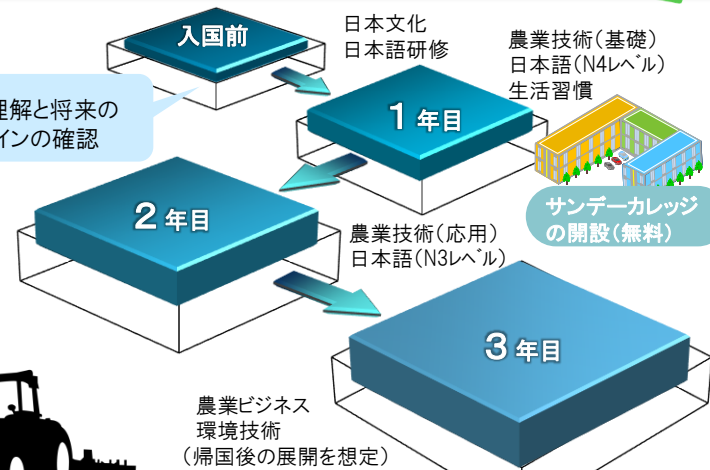 入国前
日本文化
日本語研修
理解と将来の
インの確認
１年目
農業技術（基礎）
日本語（N4ﾚﾍﾞﾙ）
生活習慣
サンデーカレッジ
の開設（無料）
２年目
農業技術（応用）
日本語（N3ﾚﾍﾞﾙ）
３年目
農業ビジネス
環境技術
（帰国後の展開を想定）